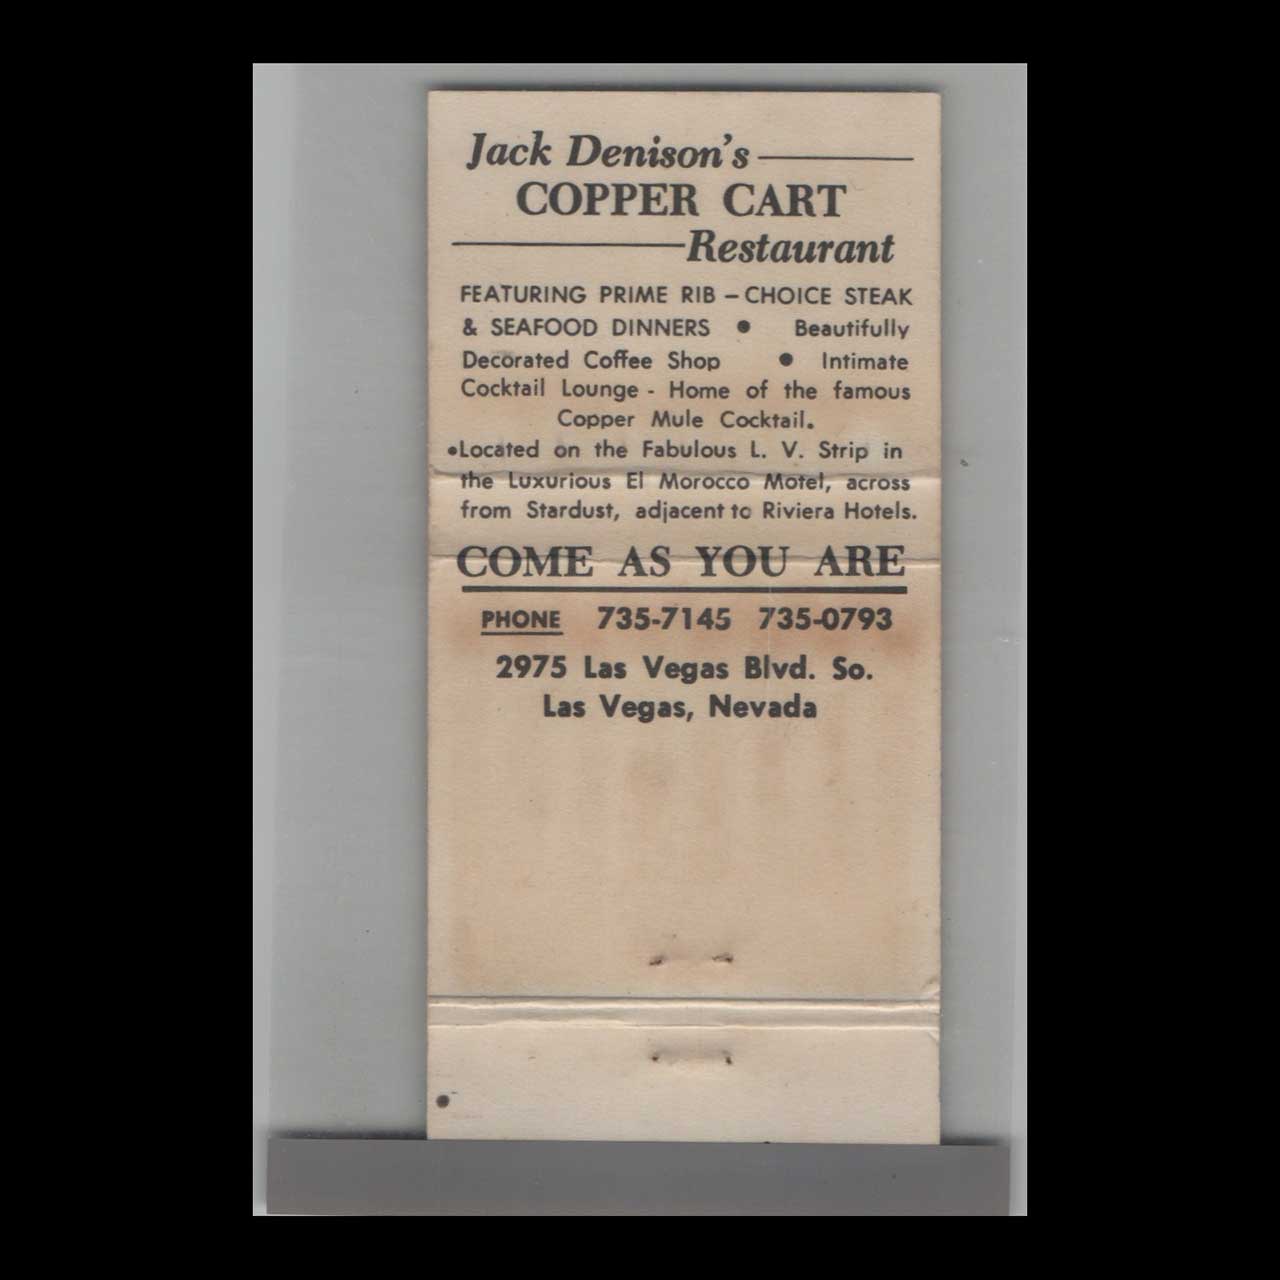 Jack Denison's
COPPER CART
Restaurant
FEATURING PRIME RIB – CHOICE STEAK
& SEAFOOD DINNERS • Beautifully
Decorated Coffee Shop • Intimate
Cocktail Lounge - Home of the famous
Copper Mule Cocktail.
•Located on the Fabulous L. V. Strip in
the Luxurious El Morocco Motel, across
from Stardust, adjacent to Riviera Hotels.
COME AS YOU ARE
PHONE 735-7145 735-0793
2975 Las Vegas Blvd. So.
Las Vegas, Nevada